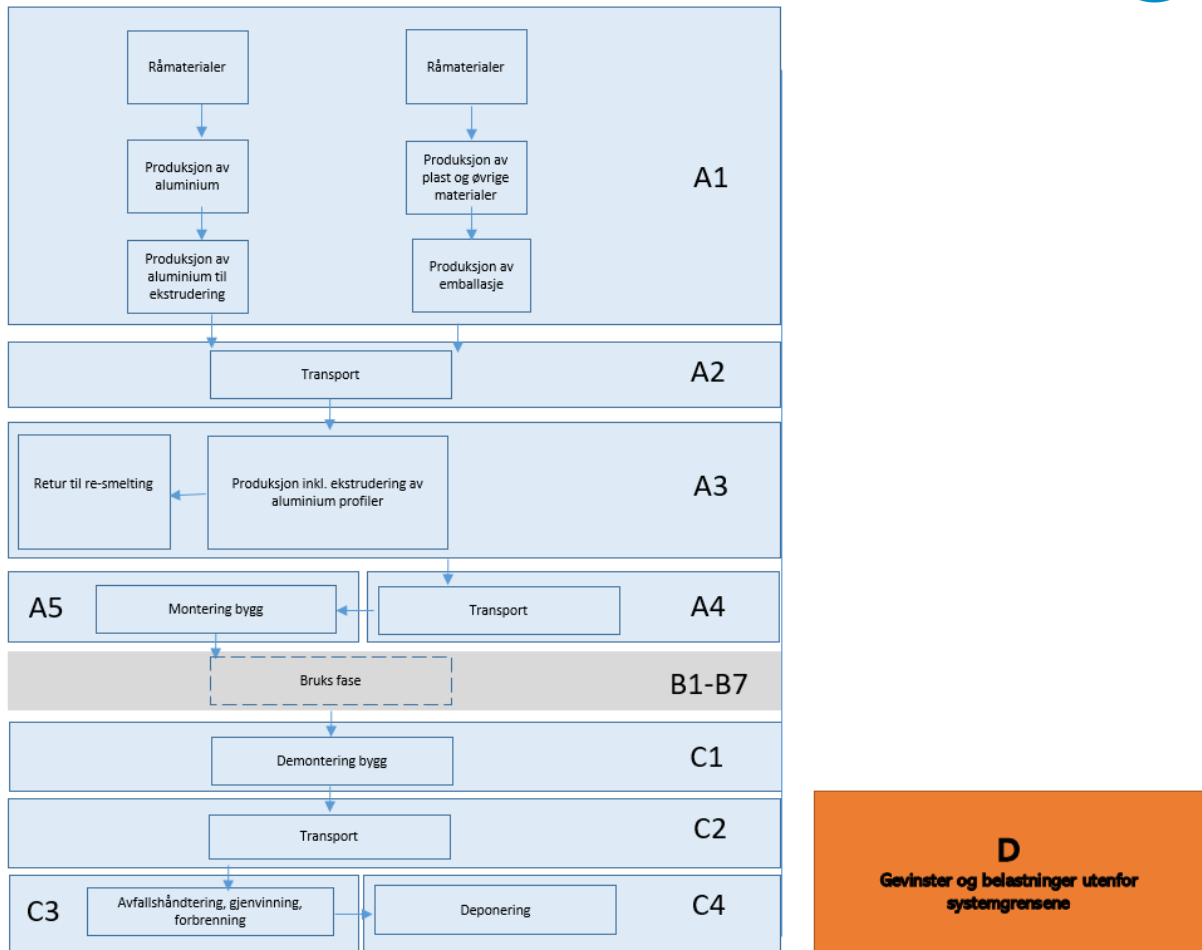 Råmaterialer
Råmaterialer
Produksjon av
aluminium
Produksjon av
plast og øvrige
materialer
A1
Produksjon av
aluminium til
ekstrudering
Produksjon av
emballasje
Transport
A2
Retur til re-smelting
Produksjon inkl. ekstrudering av
aluminium profiler
A3
A5
Montering bygg
Transport
A4
Bruks fase
B1-B7
Demontering bygg
C1
Transport
C2
C3
Avfallshåndtering, gjenvinning,
forbrenning
Deponering
C4
D
Gevinster og belastninger utenfor
systemgrensene